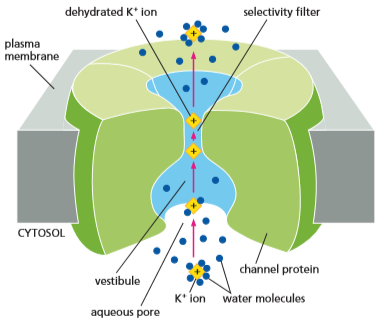 dehydrated K⁺ ion
selectivity filter
plasma
membrane
+
+
+
+
CYTOSOL
+
vestibule
channel protein
K⁺ ion
water molecules
aqueous pore